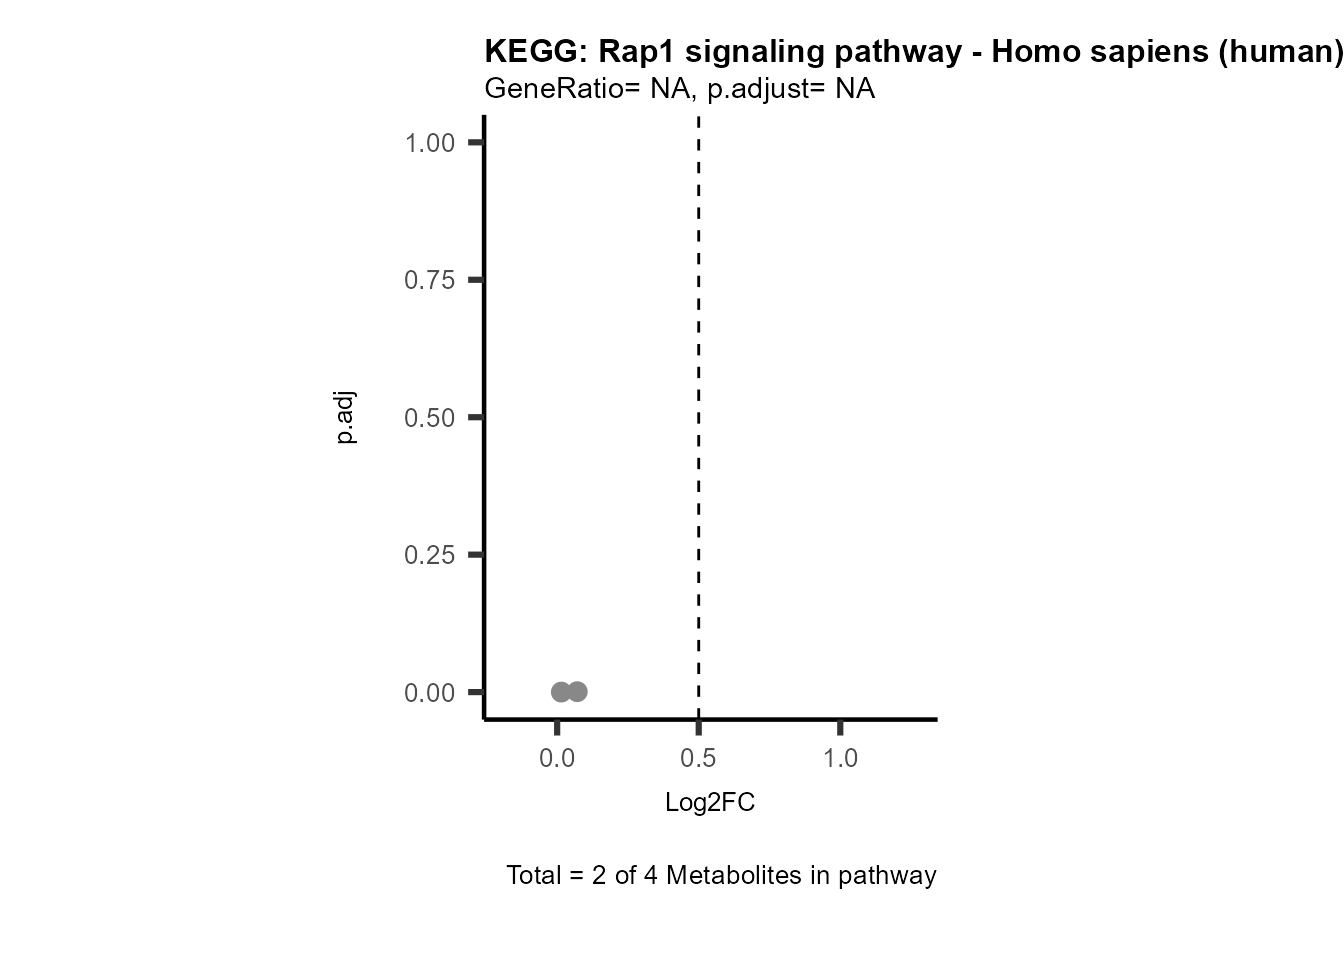 KEGG: Rap1 signaling pathway - Homo sapiens (human)
GeneRatio= NA, p.adjust= NA
1.00
0.75
0.50
0.25
0.00
p.adj
0.0 0.5 1.0
Log2FC
Total = 2 of 4 Metabolites in pathway